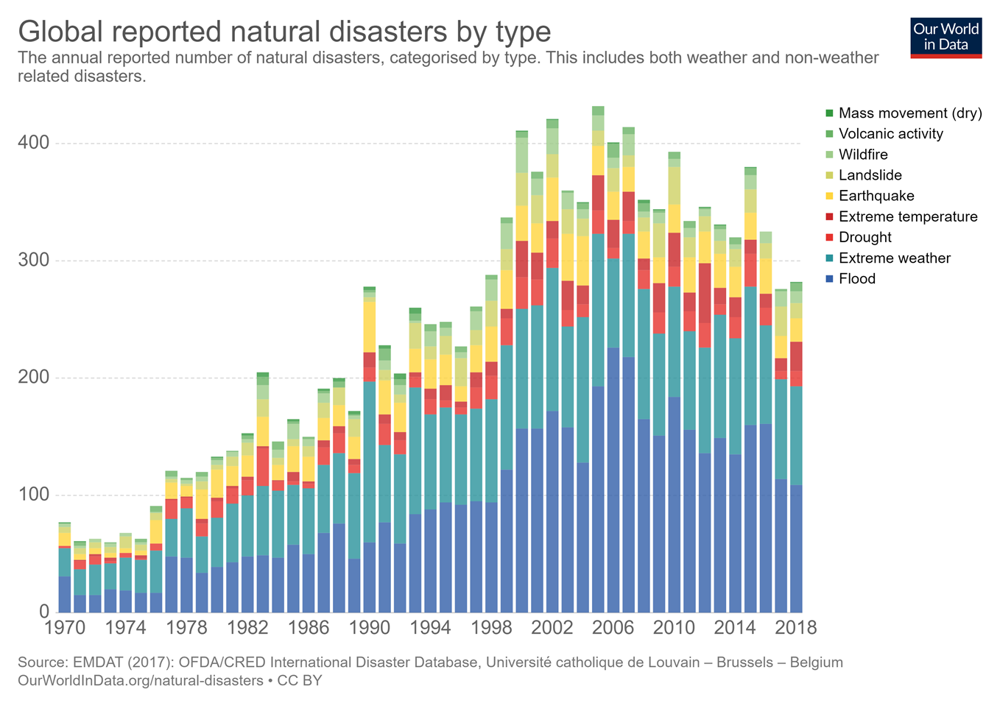 Global reported natural disasters by type
Our World
in Data
The annual reported number of natural disasters, categorised by type. This includes both weather and non-weather
related disasters.
Mass movement (dry)
Volcanic activity
Wildfire
Landslide
Earthquake
Extreme temperature
Drought
Extreme weather
Flood
400
300
200
100
0
1970 1974 1978 1982 1986 1990 1994 1998 2002 2006 2010 2014 2018
Source: EMDAT (2017): OFDA/CRED International Disaster Database, Université catholique de Louvain – Brussels – Belgium
OurWorldInData.org/natural-disasters • CC BY